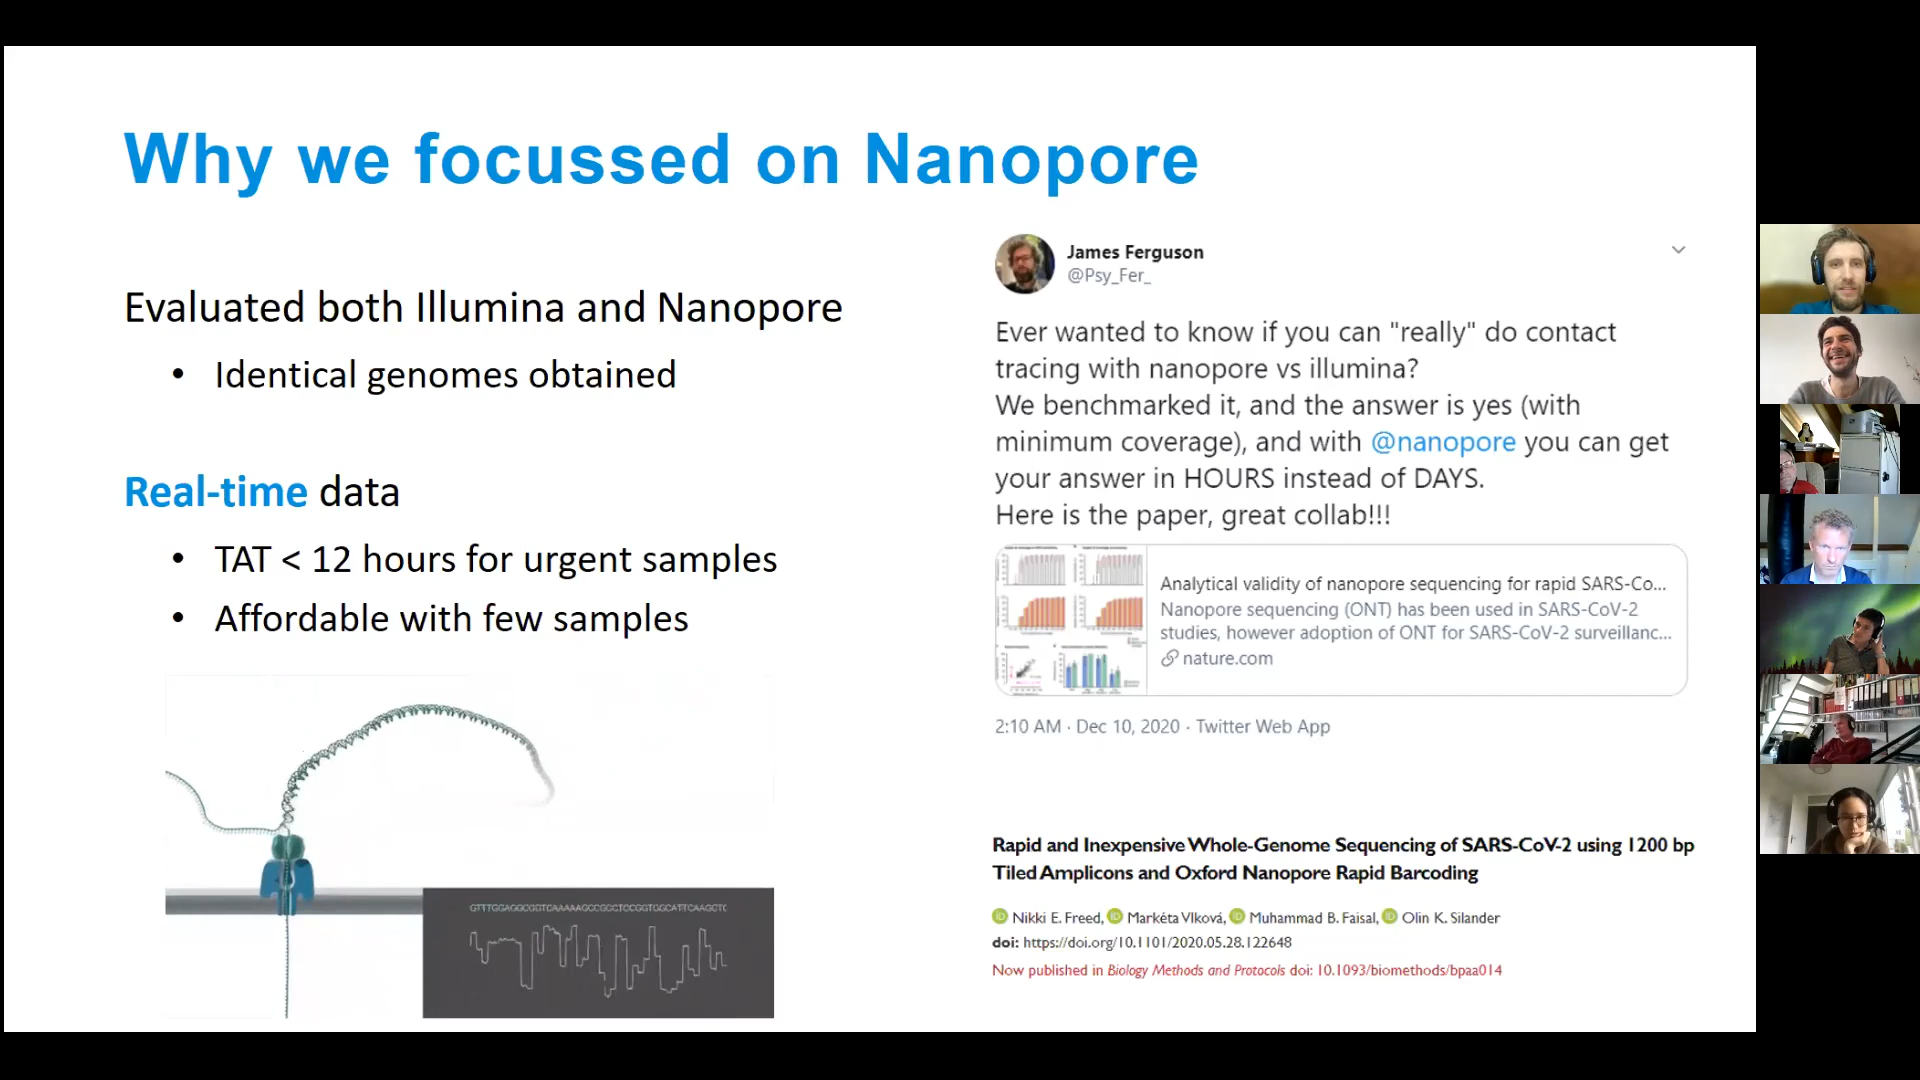 Why we focussed on Nanopore
Evaluated both Illumina and Nanopore
• Identical genomes obtained
Real-time data
• TAT < 12 hours for urgent samples
• Affordable with few samples
James Ferguson
@Psy_Fer_
Ever wanted to know if you can "really" do contact
tracing with nanopore vs illumina?
We benchmarked it, and the answer is yes (with
minimum coverage), and with @nanopore you can get
your answer in HOURS instead of DAYS.
Here is the paper, great collab!!!
Analytical validity of nanopore sequencing for rapid SARS-Co...
Nanopore sequencing (ONT) has been used in SARS-CoV-2
studies, however adoption of ONT for SARS-CoV-2 surveillanc...
nature.com
2:10 AM · Dec 10, 2020 · Twitter Web App
Rapid and Inexpensive Whole-Genome Sequencing of SARS-CoV-2 using 1200 bp
Tiled Amplicons and Oxford Nanopore Rapid Barcoding
Nikki E. Freed, Markéta Vlková, Muhammad B. Faisal, Olin K. Silander
doi: https://doi.org/10.1101/2020.05.28.122648
Now published in Biology Methods and Protocols doi: 10.1093/biomethods/bpaa014